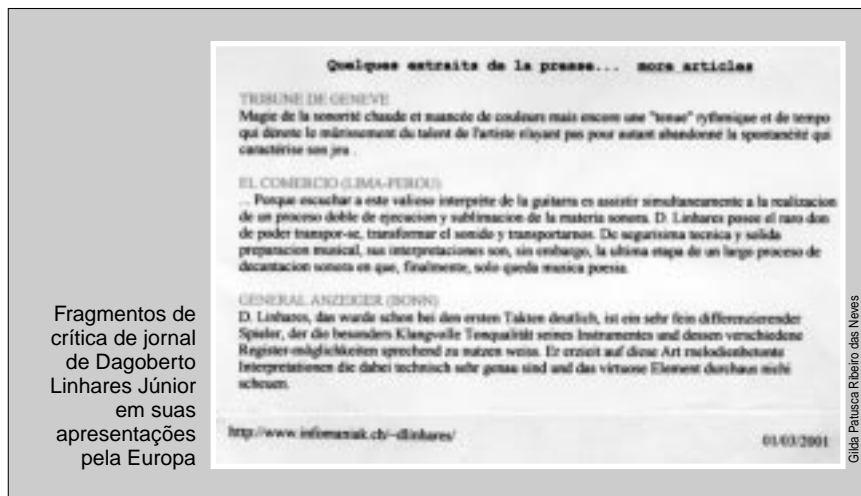 Quelques extraits de la presse... more articles
TRIBUNE DE GENEVE
Magie de la sonorité chaude et nuancée de couleurs mais encore une "tenue" rythmique et de tempo
qui dénote le mûrissement du talent de l'artiste n'ayant pas pour autant abandonné la spontanéité qui
caractérise son jeu .
EL COMERCIO (LIMA-PEROU)
... Porque escuchar a este valioso interprète de la guitarra es assistir simultaneamente a la realizacion
de un proceso doble de ejecucion y sublimacion de la materia sonora. D. Linhares posee el raro don
de poder transpor-se, transformar el sonido y transportarnos. De segurisima tecnica y solida
preparacion musical, sus interpretaciones son, sin embargo, la ultima etapa de un largo proceso de
decantacion sonora en que, finalmente, solo queda musica poesia.
GENERAL ANZEIGER (BONN)
D. Linhares, das wurde schon bei den ersten Takten deutlich, ist ein sehr fein differenzierender
Spieler, der die besonders Klangvolle Tonqualität seines Instrumentes und dessen verschiedene
Register-möglichkeiten sprechend zu nutzen weiss. Er erzielt auf diese Art melodienbetonte
Interpretationen die dabei technisch sehr genau sind und das virtuose Element durchaus nicht
scheuen.
http://www.infomaniak.ch/~dlinhares/ 01/03/2001
Fragmentos de
crítica de jornal
de Dagoberto
Linhares Júnior
em suas
apresentações
pela Europa
Gilda Patusca Ribeiro das Neves